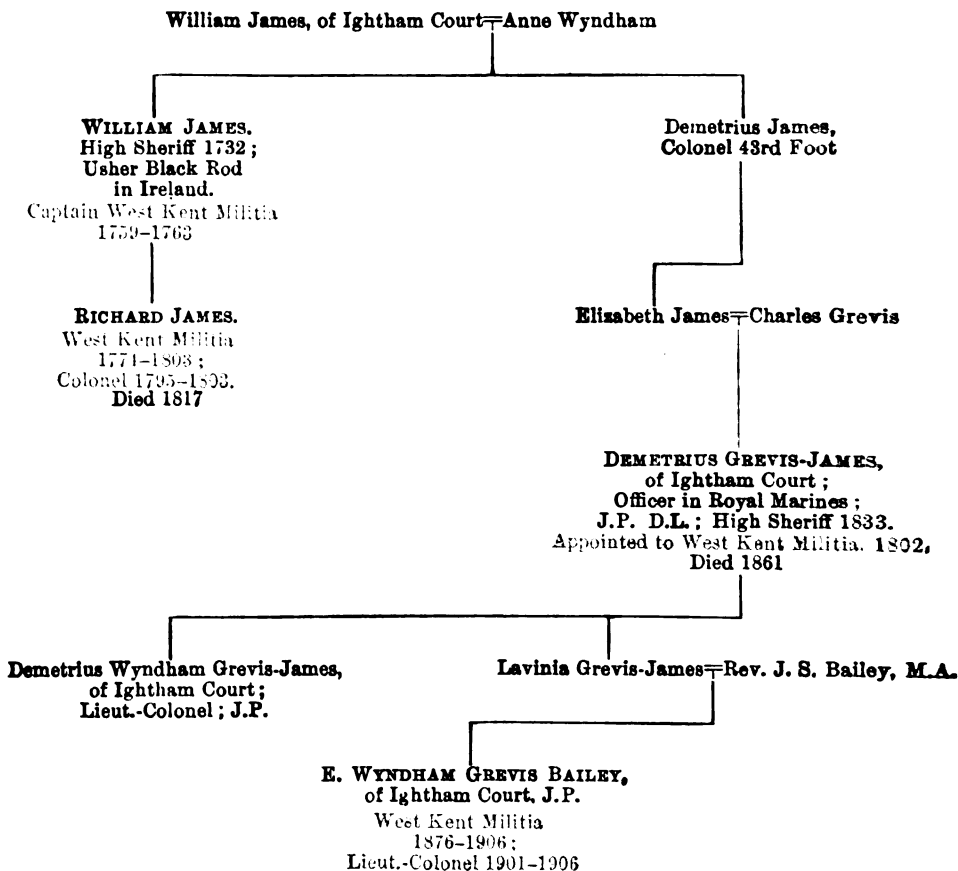 William James, of Ightham Court=Anne Wyndham
WILLIAM JAMES.
High Sheriff 1732;
Usher Black Rod
in Ireland.
Captain West Kent Militia
1759–1763
Demetrius James,
Colonel 43rd Foot
RICHARD JAMES.
West Kent Militia
1771–1803;
Colonel 1795–1803.
Died 1817
Elizabeth James=Charles Grevis
DEMETRIUS GREVIS-JAMES,
of Ightham Court;
Officer in Royal Marines;
J.P. D.L.; High Sheriff 1833.
Appointed to West Kent Militia. 1802,
Died 1861
Demetrius Wyndham Grevis-James,
of Ightham Court;
Lieut.-Colonel; J.P.
Lavinia Grevis-James=Rev. J. S. Bailey, M.A.
E. WYNDHAM GREVIS BAILEY,
of Ightham Court, J.P.
West Kent Militia
1876–1906;
Lieut.-Colonel 1901–1906